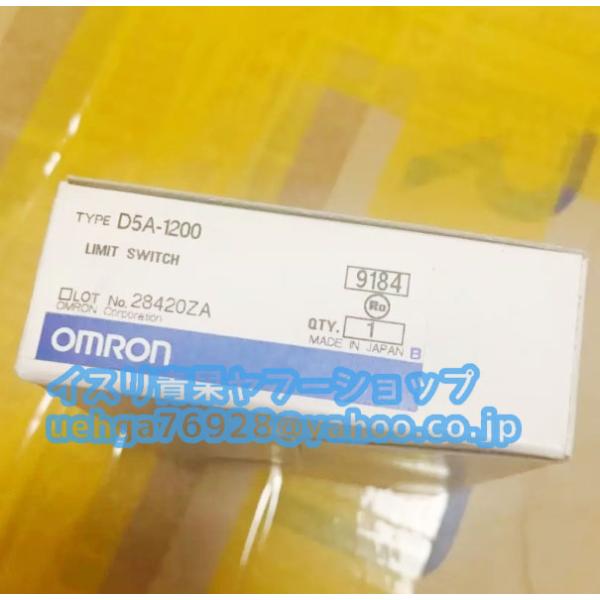 TYPE D5A-1200
LIMIT SWITCH
9184
Ro
LOT No. 28420ZA
OMRON Corporation
QTY. 1
MADE IN JAPAN B
OMRON
イスリ青果ヤフーショップ
uehga76928@yahoo.co.jp